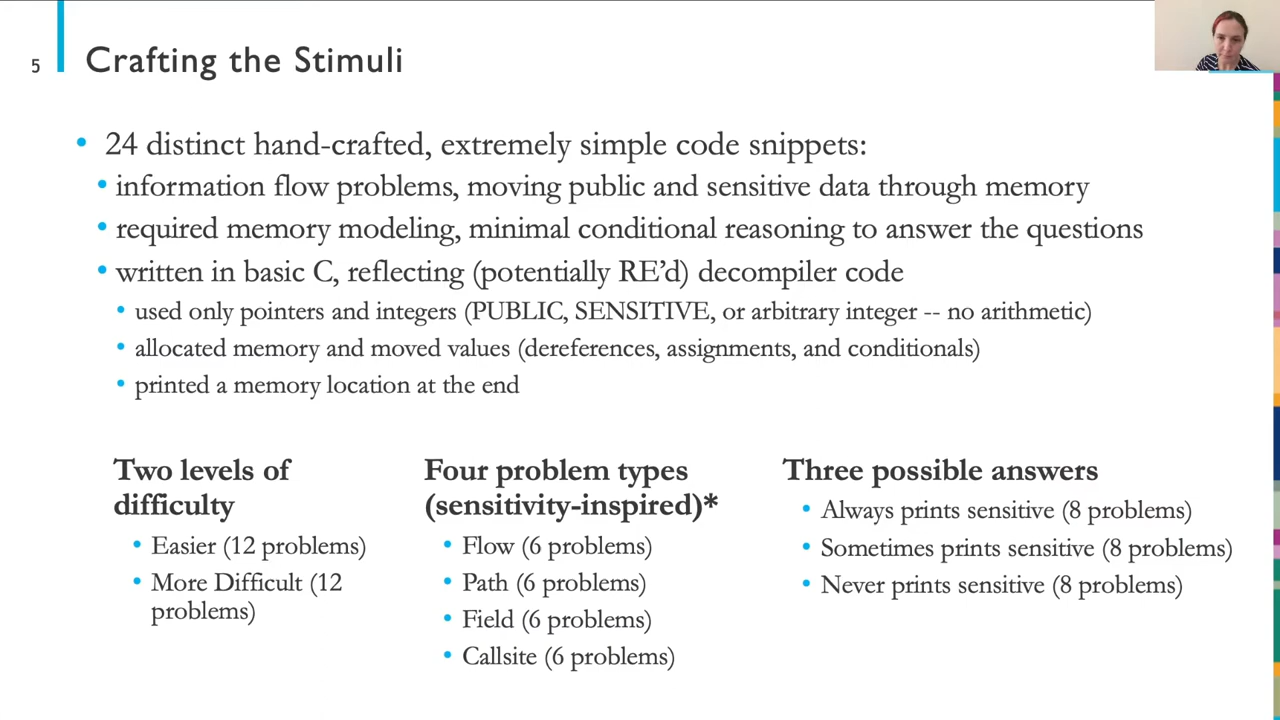 5
Crafting the Stimuli
• 24 distinct hand-crafted, extremely simple code snippets:
• information flow problems, moving public and sensitive data through memory
• required memory modeling, minimal conditional reasoning to answer the questions
• written in basic C, reflecting (potentially RE’d) decompiler code
• used only pointers and integers (PUBLIC, SENSITIVE, or arbitrary integer -- no arithmetic)
• allocated memory and moved values (dereferences, assignments, and conditionals)
• printed a memory location at the end
Two levels of
difficulty
• Easier (12 problems)
• More Difficult (12
problems)
Four problem types
(sensitivity-inspired)*
• Flow (6 problems)
• Path (6 problems)
• Field (6 problems)
• Callsite (6 problems)
Three possible answers
• Always prints sensitive (8 problems)
• Sometimes prints sensitive (8 problems)
• Never prints sensitive (8 problems)